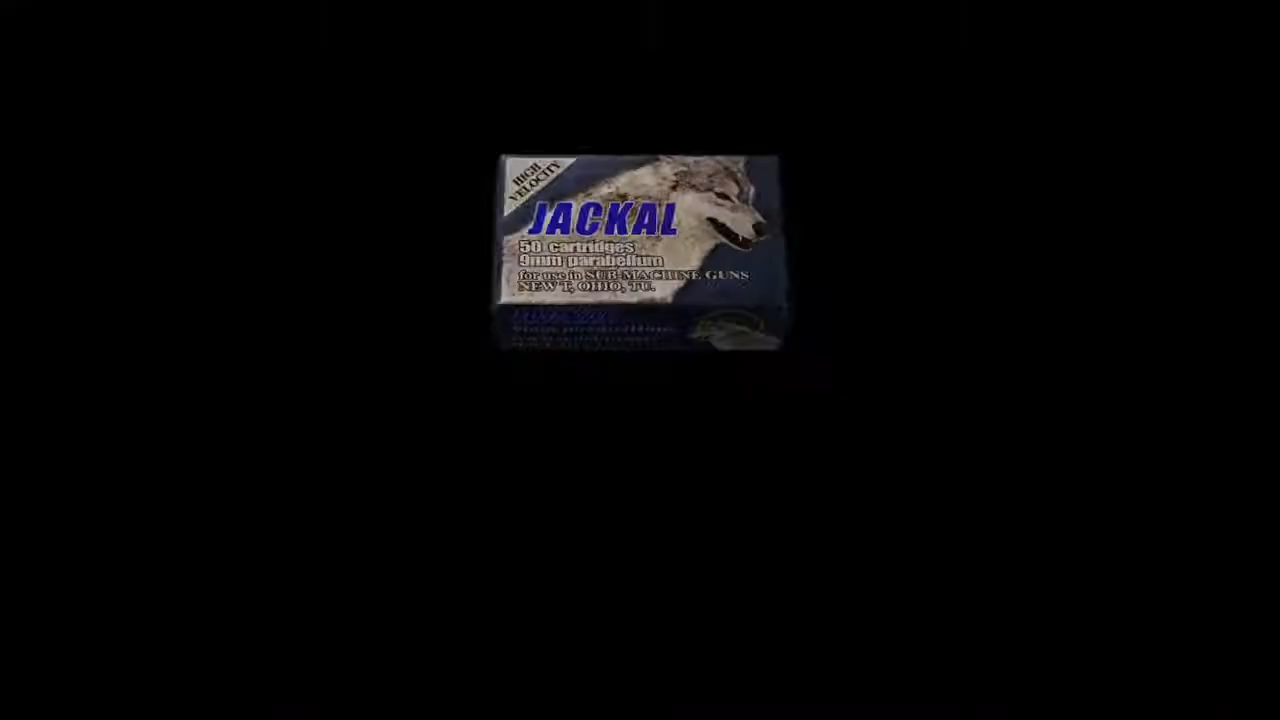 HIGH
VELOCITY
JACKAL
50 cartridges
9mm parabellum
for use in SUB-MACHINE GUNS
NEW T, OHIO, TU.